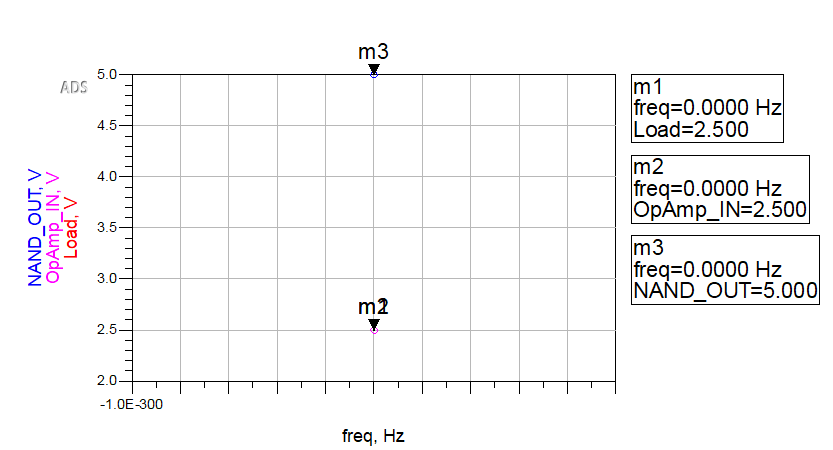 m3
ADS
5.0
4.5
4.0
3.5
3.0
2.5
2.0
NAND_OUT, V
OpAmp_IN, V
Load, V
m2
-1.0E-300
freq, Hz
m1
freq=0.0000 Hz
Load=2.500
m2
freq=0.0000 Hz
OpAmp_IN=2.500
m3
freq=0.0000 Hz
NAND_OUT=5.000